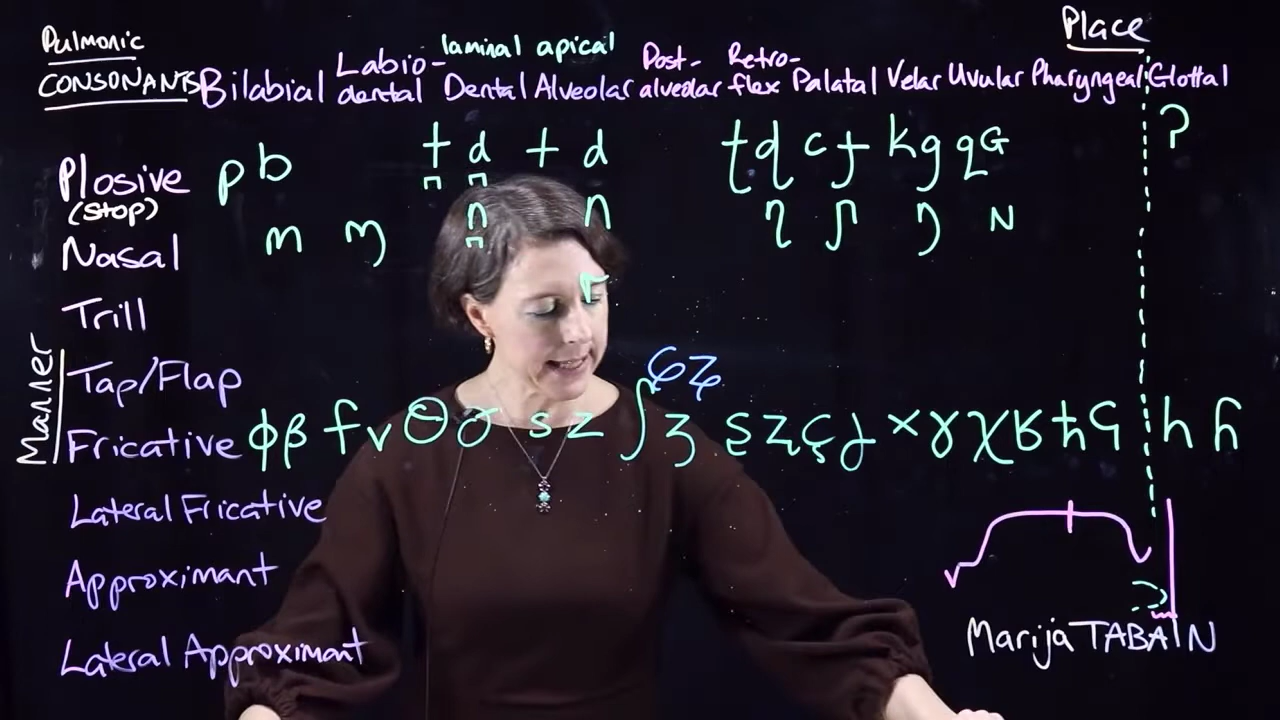 Place
Pulmonic
CONSONANTS
laminal apical
Bilabial Labio-dental Dental Alveolar Post-alveolar Retro-flex Palatal Velar Uvular Pharyngeal Glottal
Plosive p b t̪ d̪ t d ʈ ɖ c ɟ k g q ɢ ʔ
(stop)
Nasal m ɱ n̪ n ɳ ɲ ŋ ɴ
Trill
Manner
Tap/Flap ɾ
ɕ ʑ
Fricative ɸ β f v θ ð s z ʃ ʒ ʂ ʐ ç ʝ x ɣ χ ʁ ħ ʕ h ɦ
Lateral Fricative
Approximant
Lateral Approximant
Marija TABAIN